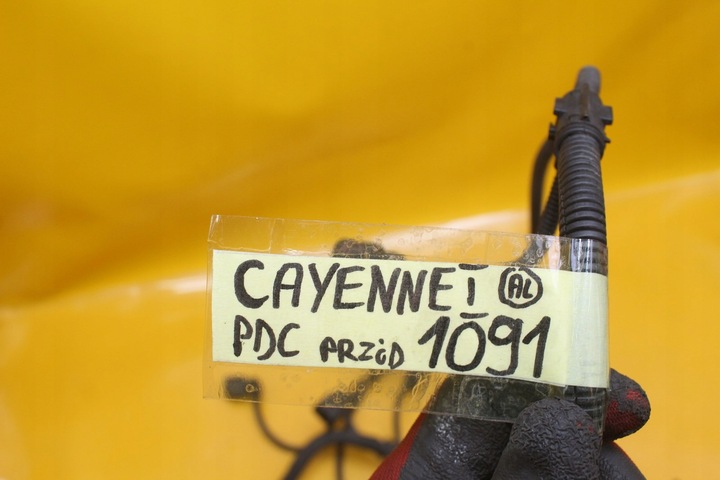 CAYENNE I AL
PDC PRZÓD 1091